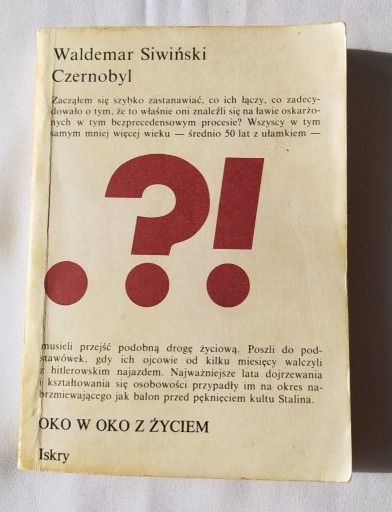 Waldemar Siwiński
Czernobyl
Zacząłem się szybko zastanawiać, co ich łączy, co zadecy-
dowało o tym, że to właśnie oni znaleźli się na ławie oskarżo-
nych w tym bezprecedensowym procesie? Wszyscy w tym
samym mniej więcej wieku — średnio 50 lat z ułamkiem —
.?!
musieli przejść podobną drogę życiową. Poszli do pod-
stawówek, gdy ich ojcowie od kilku miesięcy walczyli
z hitlerowskim najazdem. Najważniejsze lata dojrzewania
i kształtowania się osobowości przypadły im na okres na-
brzmiewającego jak balon przed pęknięciem kultu Stalina.
OKO W OKO Z ŻYCIEM
Iskry